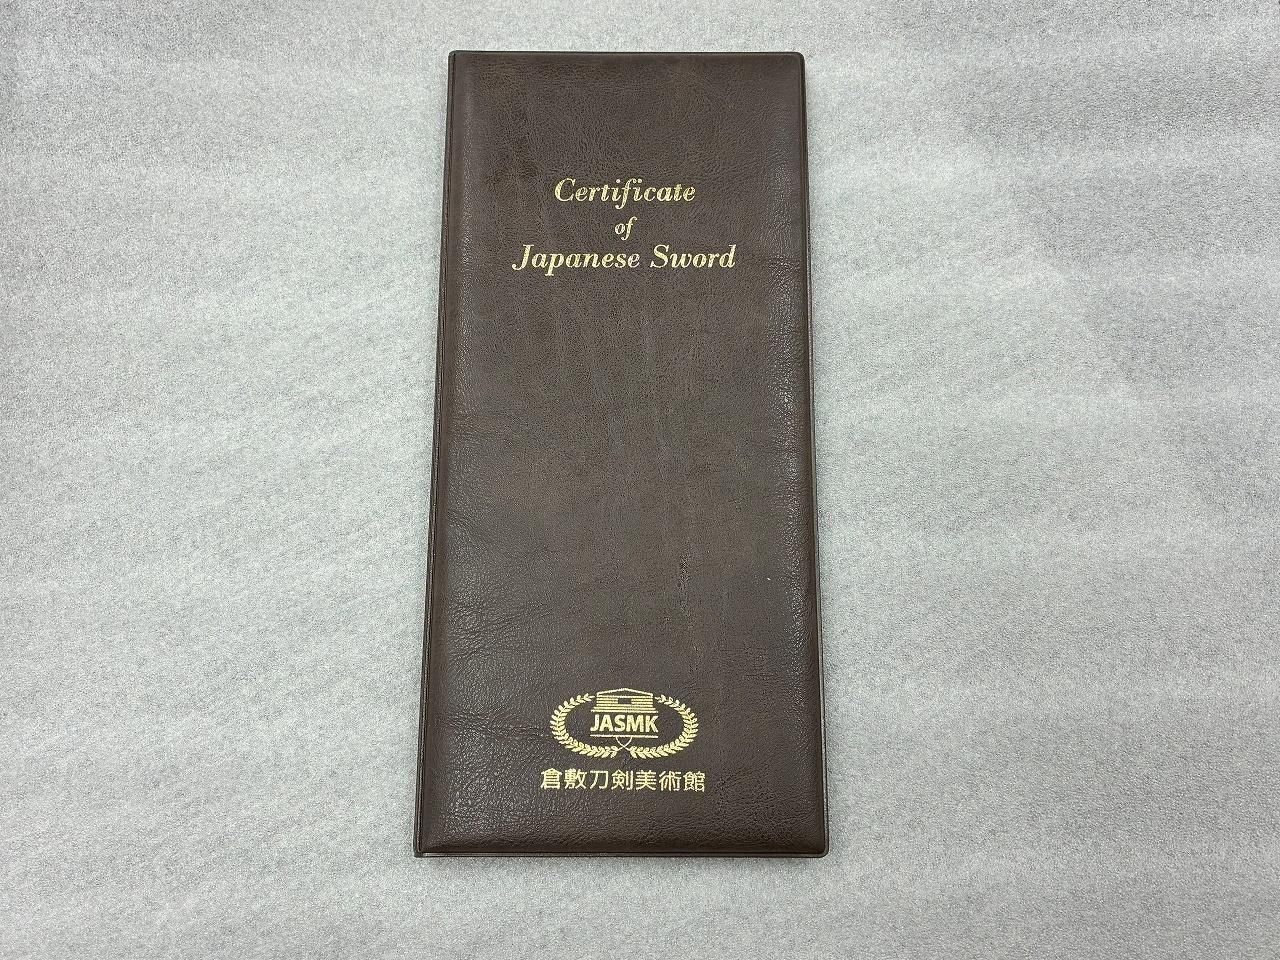 Certificate
of
Japanese Sword
JASMK
倉敷刀剣美術館